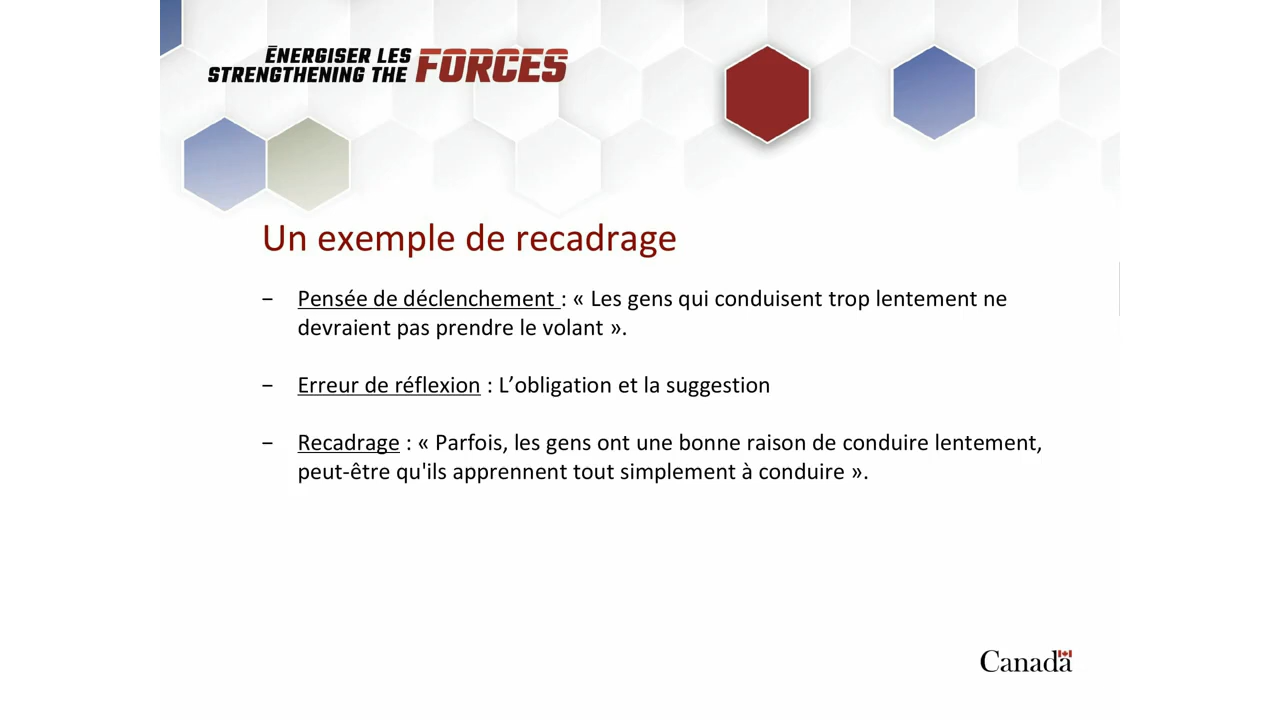 ÉNERGISER LES
STRENGTHENING THE FORCES
Un exemple de recadrage
– Pensée de déclenchement : « Les gens qui conduisent trop lentement ne
devraient pas prendre le volant ».
– Erreur de réflexion : L’obligation et la suggestion
– Recadrage : « Parfois, les gens ont une bonne raison de conduire lentement,
peut-être qu'ils apprennent tout simplement à conduire ».
Canada